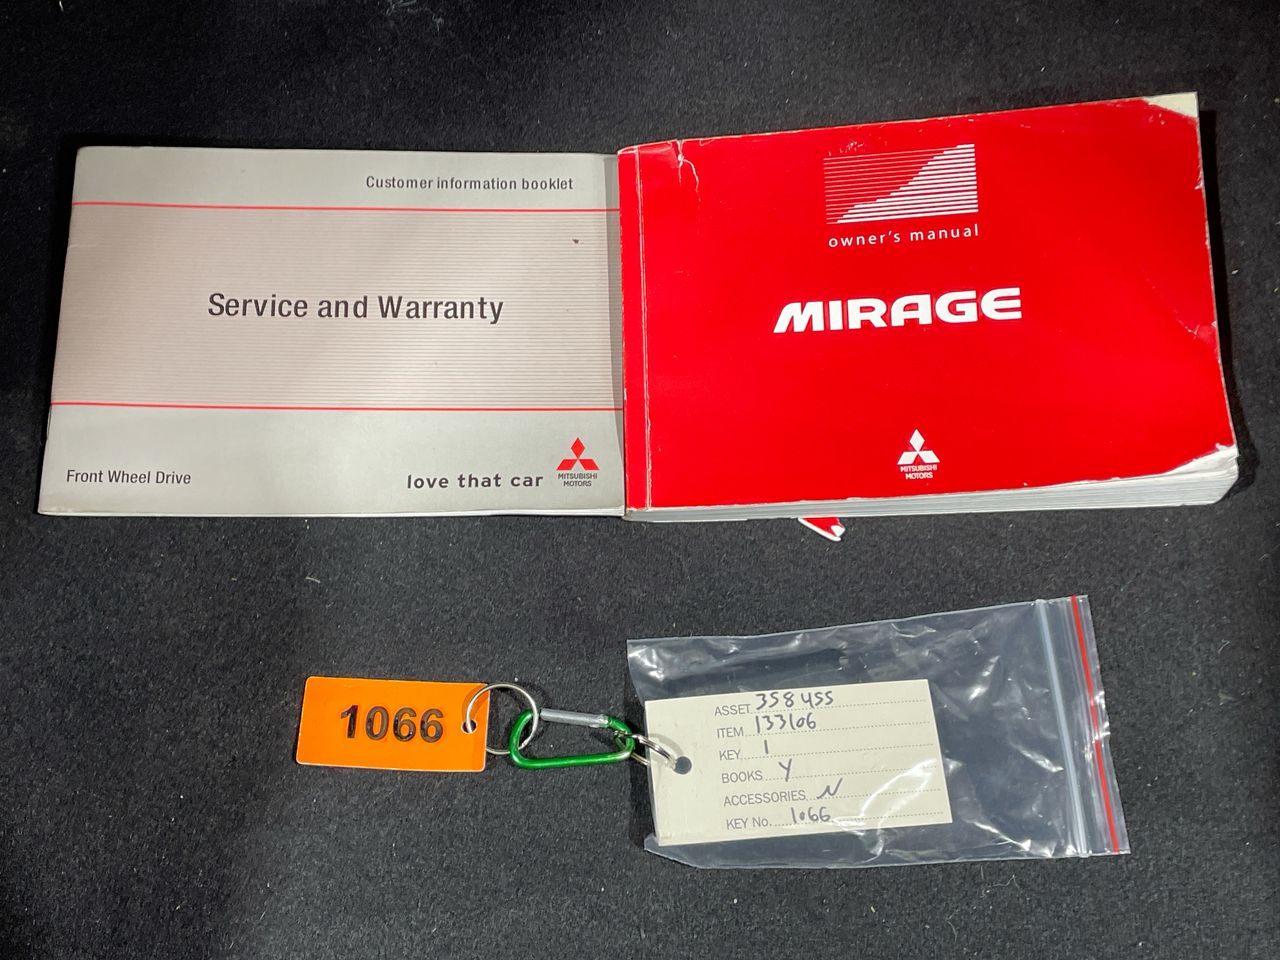 Customer information booklet
Service and Warranty
Front Wheel Drive
love that car
MITSUBISHI
MOTORS
owner's manual
MIRAGE
MITSUBISHI
MOTORS
1066
ASSET 358455
ITEM 133106
KEY 1
BOOKS Y
ACCESSORIES N
KEY No. 1066